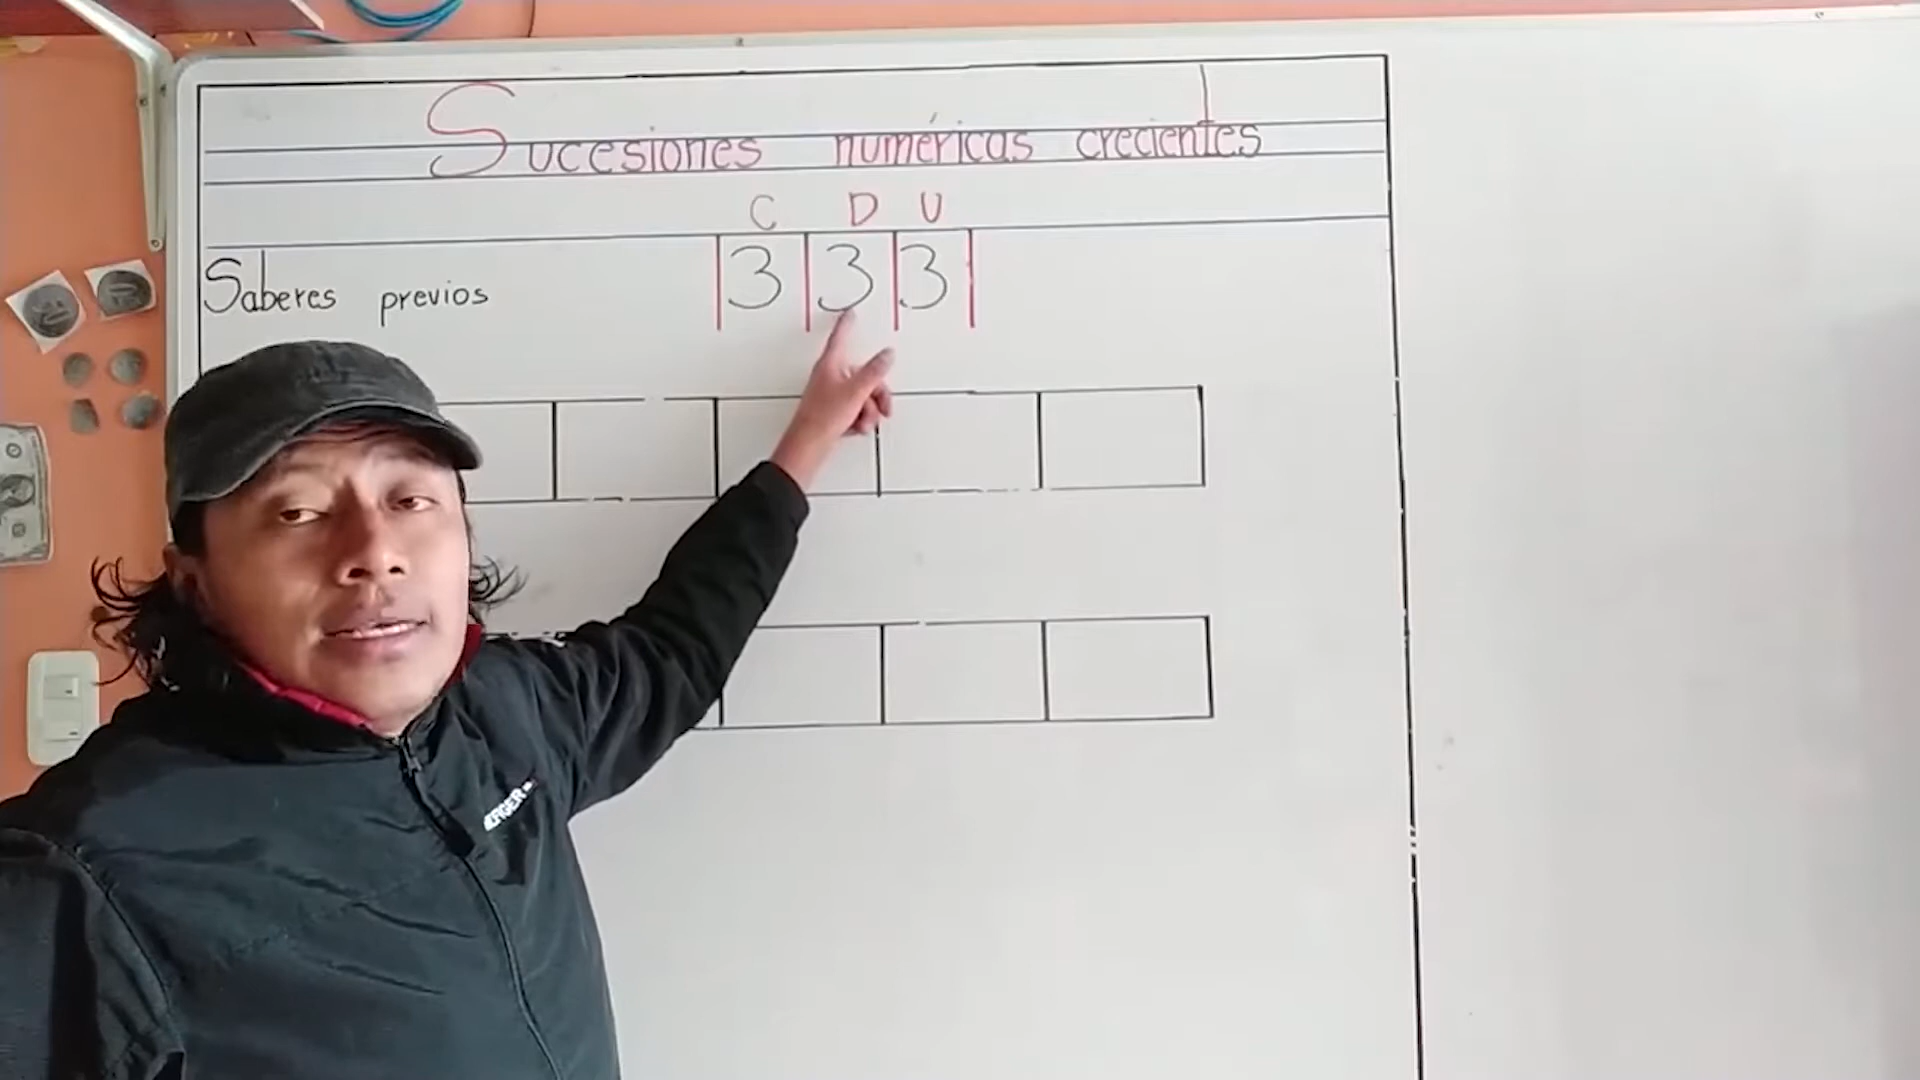 Sucesiones numéricas crecientes
C D U
Saberes previos 3 3 3